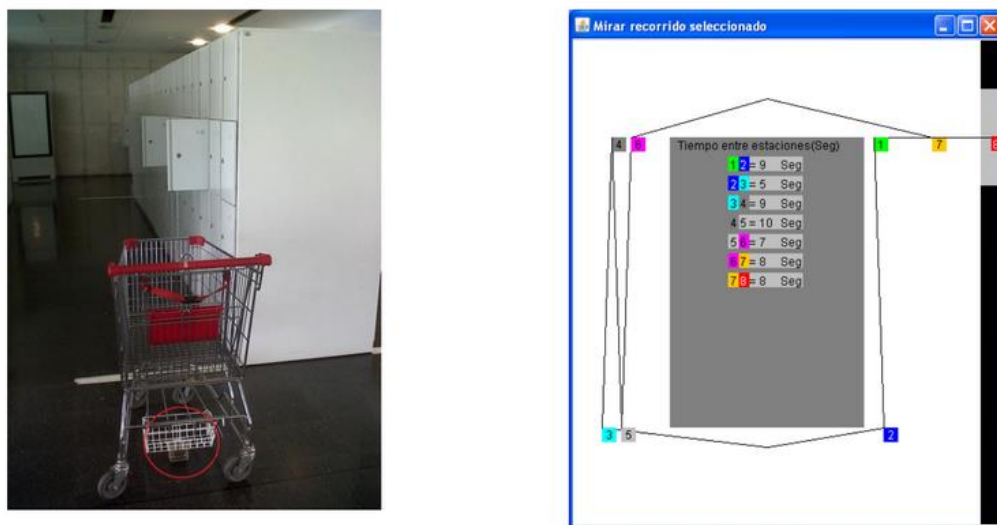 Mirar recorrido seleccionado
4 6 1 7 8
Tiempo entre estaciones(Seg)
1 2 = 9 Seg
2 3 = 5 Seg
3 4 = 9 Seg
4 5 = 10 Seg
5 6 = 7 Seg
6 7 = 8 Seg
7 8 = 8 Seg
3 5 2